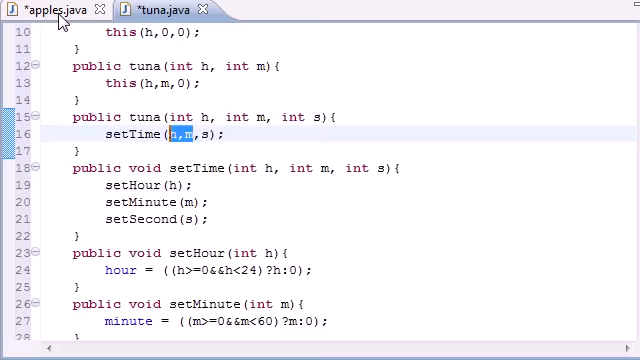 *apples.java *tuna.java
10 this(h,0,0);
11 }
12 public tuna(int h, int m){
13 this(h,m,0);
14 }
15 public tuna(int h, int m, int s){
16 setTime(h,m,s);
17 }
18 public void setTime(int h, int m, int s){
19 setHour(h);
20 setMinute(m);
21 setSecond(s);
22 }
23 public void setHour(int h){
24 hour = ((h>=0&&h<24)?h:0);
25 }
26 public void setMinute(int m){
27 minute = ((m>=0&&m<60)?m:0);
28 }